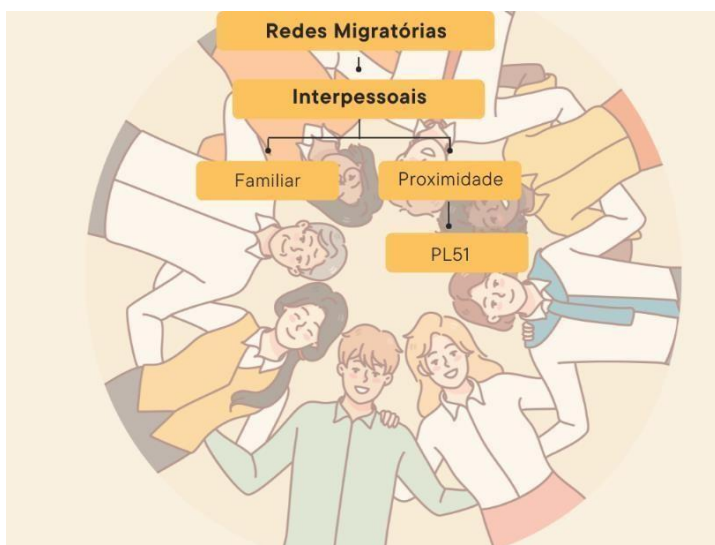 Redes Migratórias
Interpessoais
Familiar
Proximidade
PL51